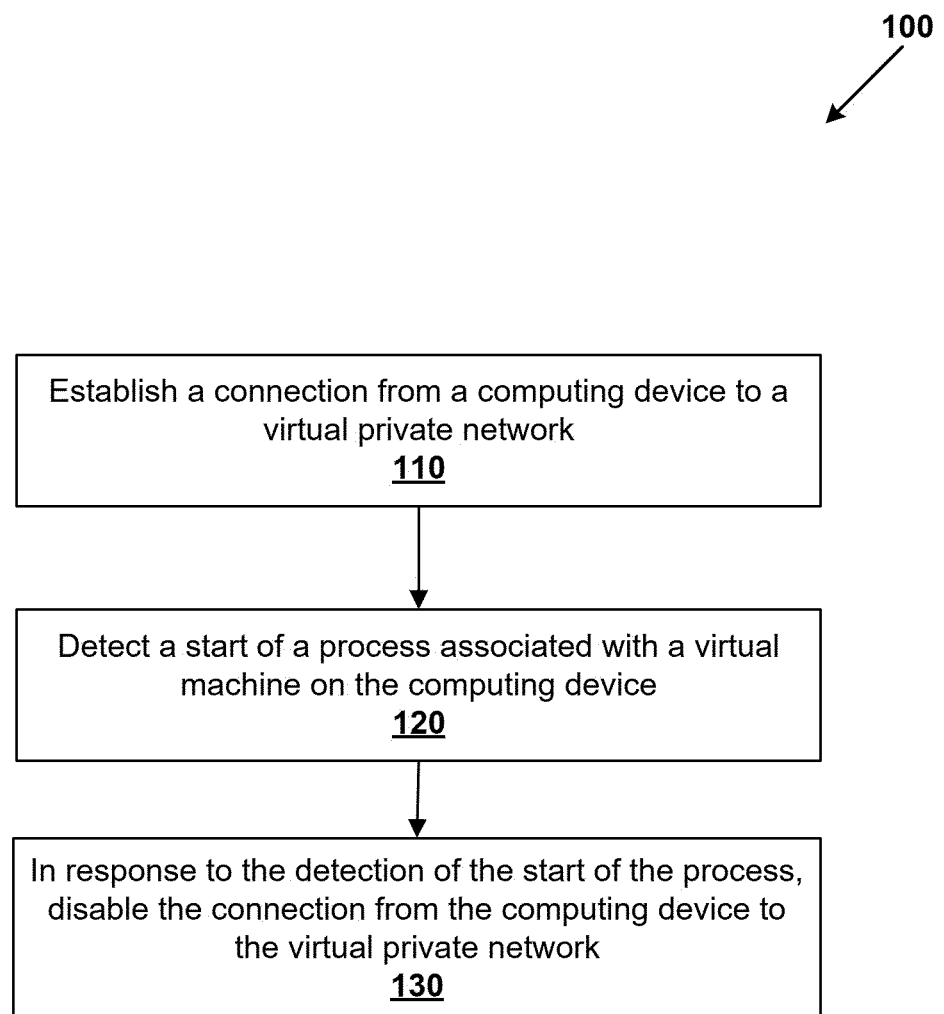 100
Establish a connection from a computing device to a
virtual private network
110
Detect a start of a process associated with a virtual
machine on the computing device
120
In response to the detection of the start of the process,
disable the connection from the computing device to
the virtual private network
130